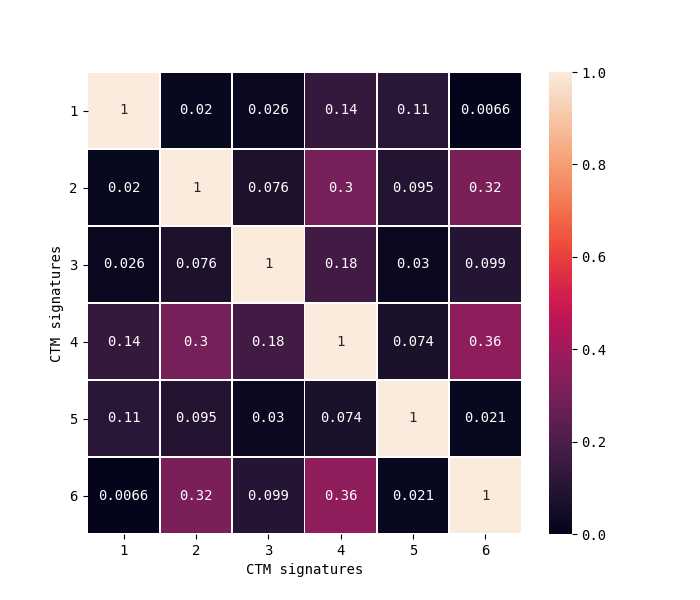 1 1 0.02 0.026 0.14 0.11 0.0066
2 0.02 1 0.076 0.3 0.095 0.32
3 0.026 0.076 1 0.18 0.03 0.099
4 0.14 0.3 0.18 1 0.074 0.36
5 0.11 0.095 0.03 0.074 1 0.021
6 0.0066 0.32 0.099 0.36 0.021 1
1 2 3 4 5 6
CTM signatures
CTM signatures
1.0
0.8
0.6
0.4
0.2
0.0